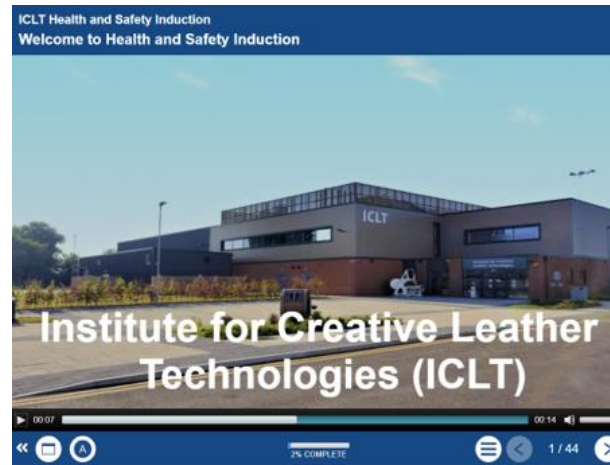 ICLT Health and Safety Induction
Welcome to Health and Safety Induction
ICLT
Institute for Creative Leather
Technologies (ICLT)
00:07
00:14
A
2% COMPLETE
1 / 44